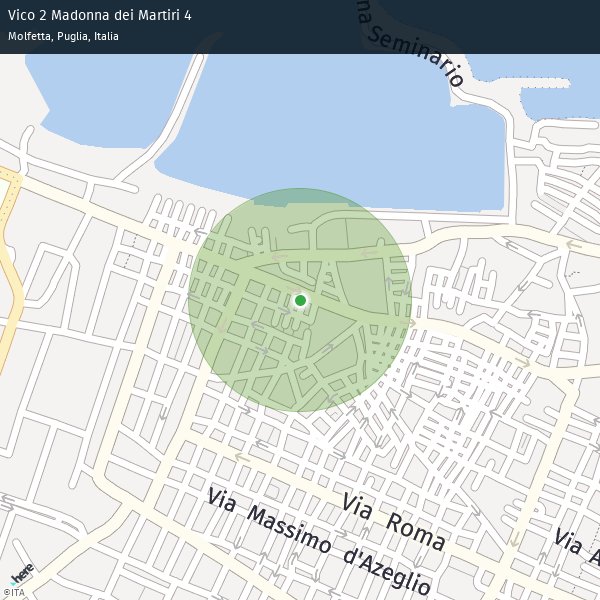 Vico 2 Madonna dei Martiri 4
Molfetta, Puglia, Italia
na Seminario
Via Roma
Via Massimo d'Azeglio
Via A
here
©ITA